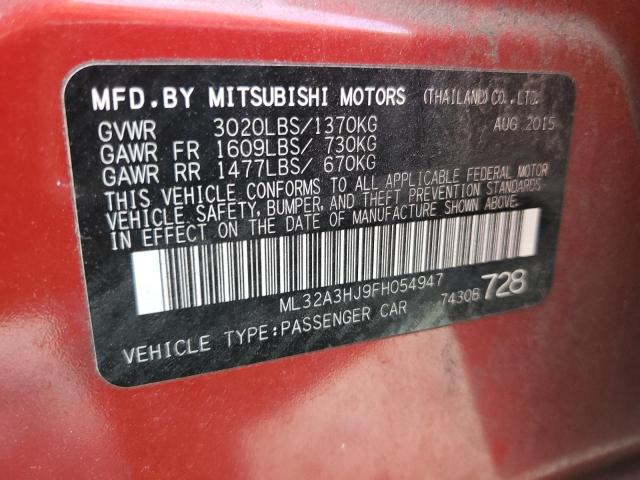 MFD.BY MITSUBISHI MOTORS (THAILAND)CO.,LTD.
GVWR 3020LBS/1370KG AUG 2015
GAWR FR 1609LBS/ 730KG
GAWR RR 1477LBS/ 670KG
THIS VEHICLE CONFORMS TO ALL APPLICABLE FEDERAL MOTOR
VEHICLE SAFETY, BUMPER, AND THEFT PREVENTION STANDARDS
IN EFFECT ON THE DATE OF MANUFACTURE SHOWN ABOVE.
ML32A3HJ9FH054947
VEHICLE TYPE:PASSENGER CAR 7430B 728